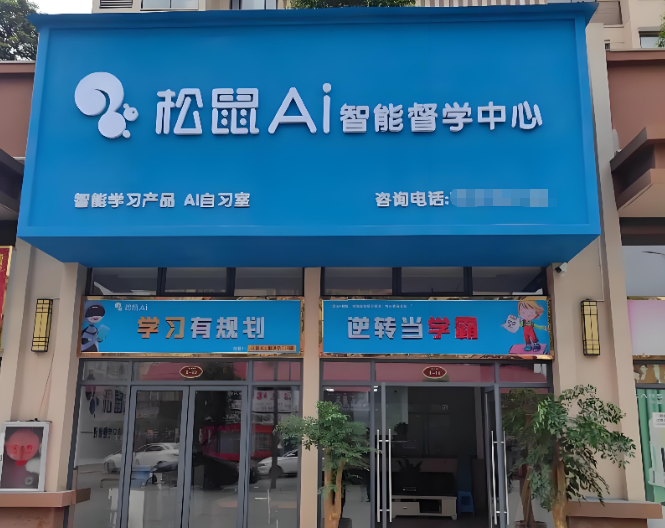 松鼠Ai智能督学中心
智能学习产品 AI自习室
咨询电话:
松鼠Ai
学习有规划
逆转当学霸